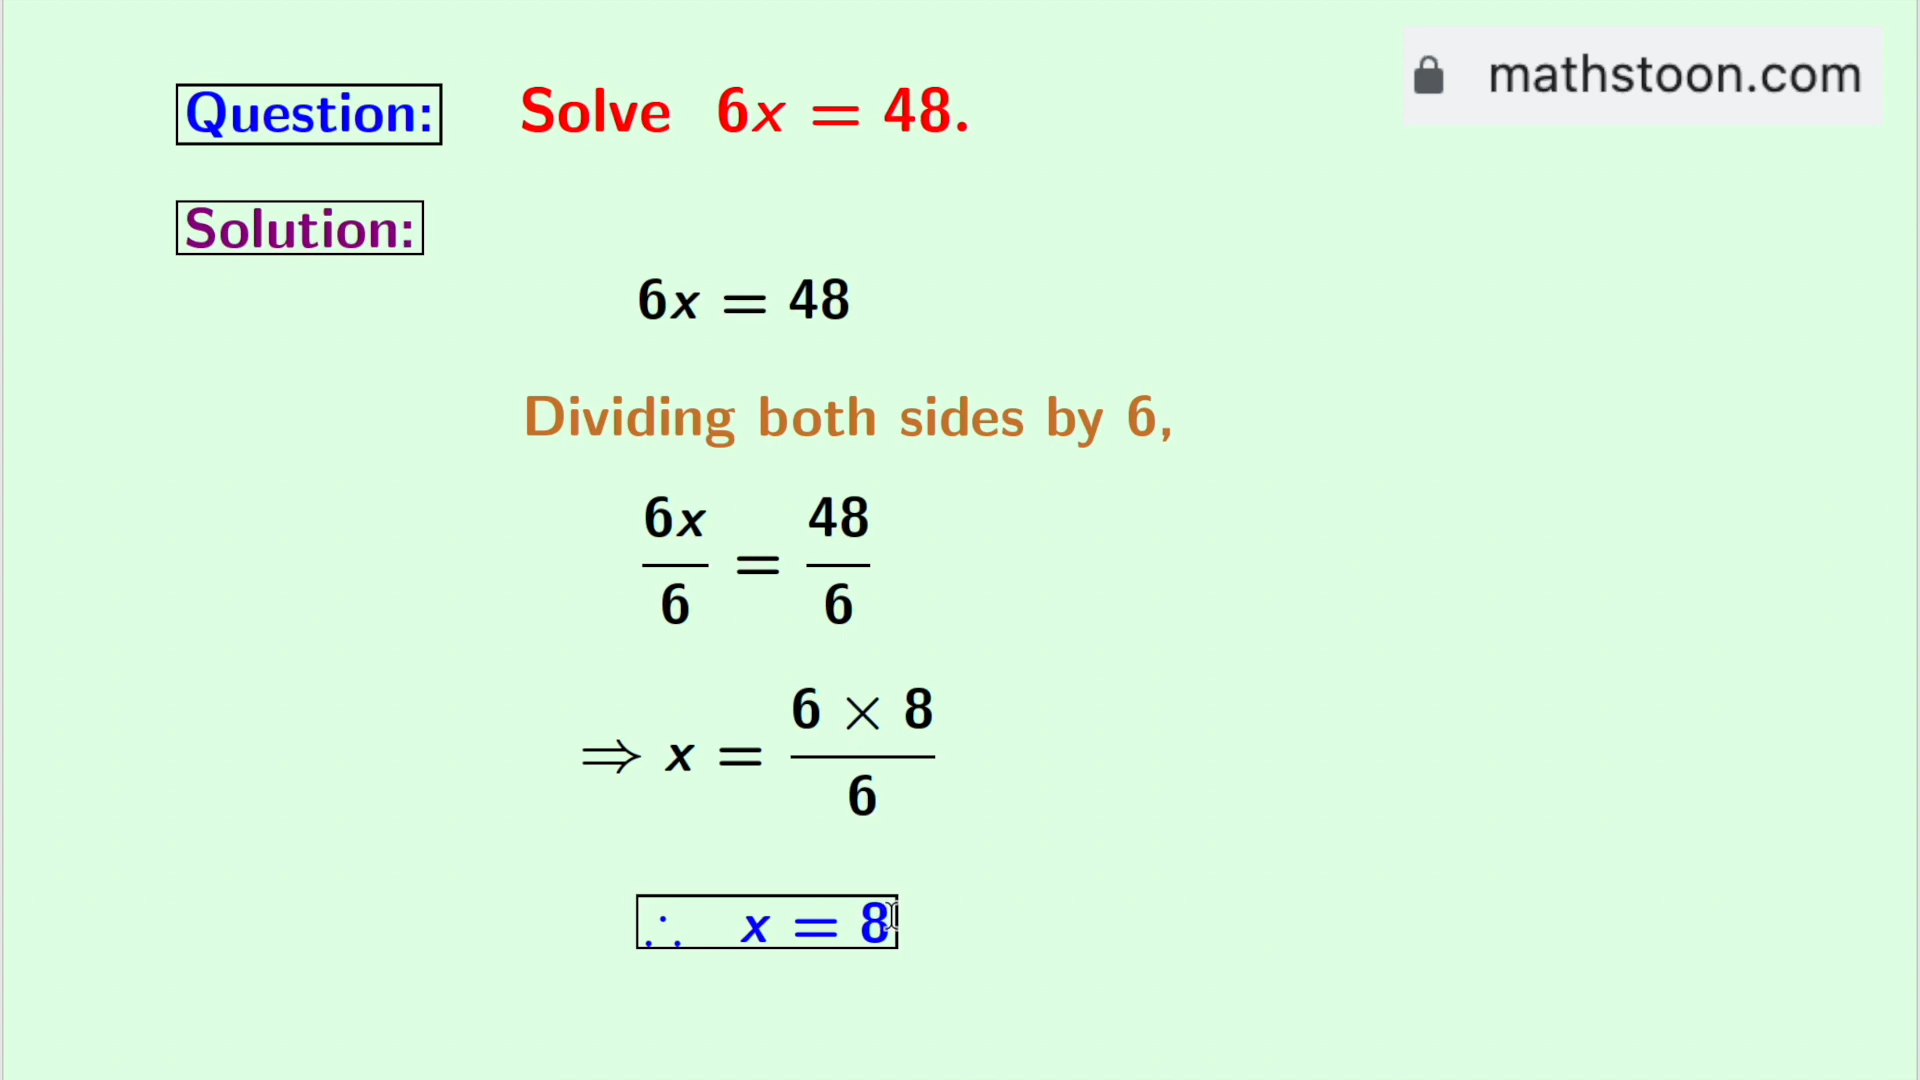 mathstoon.com
Question: Solve 6x = 48.
Solution:
6x = 48
Dividing both sides by 6,
6x/6 = 48/6
⇒ x = 6 × 8/6
∴ x = 8